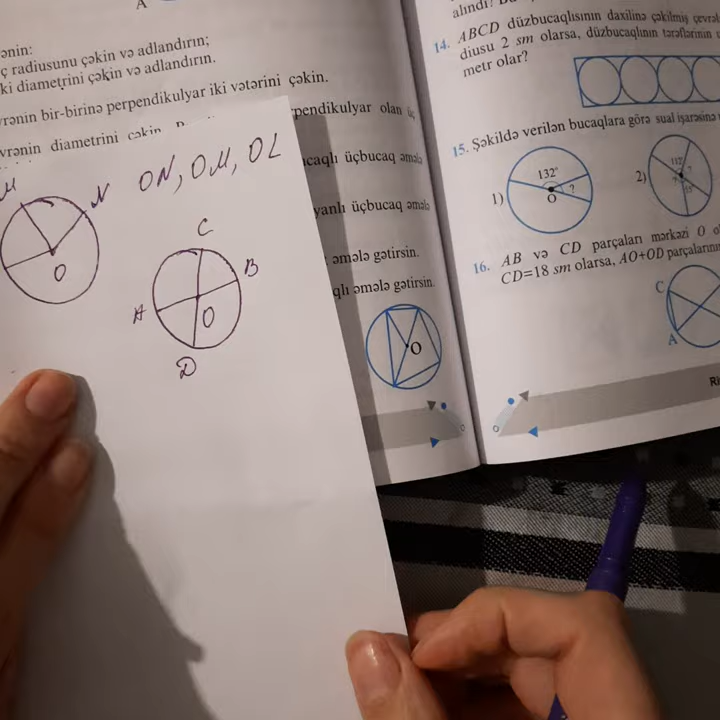 A
ç radiusunu çəkin və adlandırın;
ki diametrini çəkin və adlandırın.
vrənin bir-birinə perpendikulyar iki vətərini çəkin.
vrənin diametrini çəkin.
pendikulyar olan
caqlı üçbucaq əmələ
yanlı üçbucaq əmələ
əmələ gətirsin.
qlı əmələ gətirsin.
O
M
N
ON, OM, OL
O
C
B
A
O
D
alındı?
14. ABCD düzbucaqlısının daxilinə çəkilmiş
diusu 2 sm olarsa, düzbucaqlının tərəflərinin
metr olar?
15. Şəkildə verilən bucaqlara görə sual işarəsinə
1)
132°
?
O
2)
112°
?
?
16. AB və CD parçaları mərkəzi O
CD=18 sm olarsa, AO+OD parçalarının
C
A